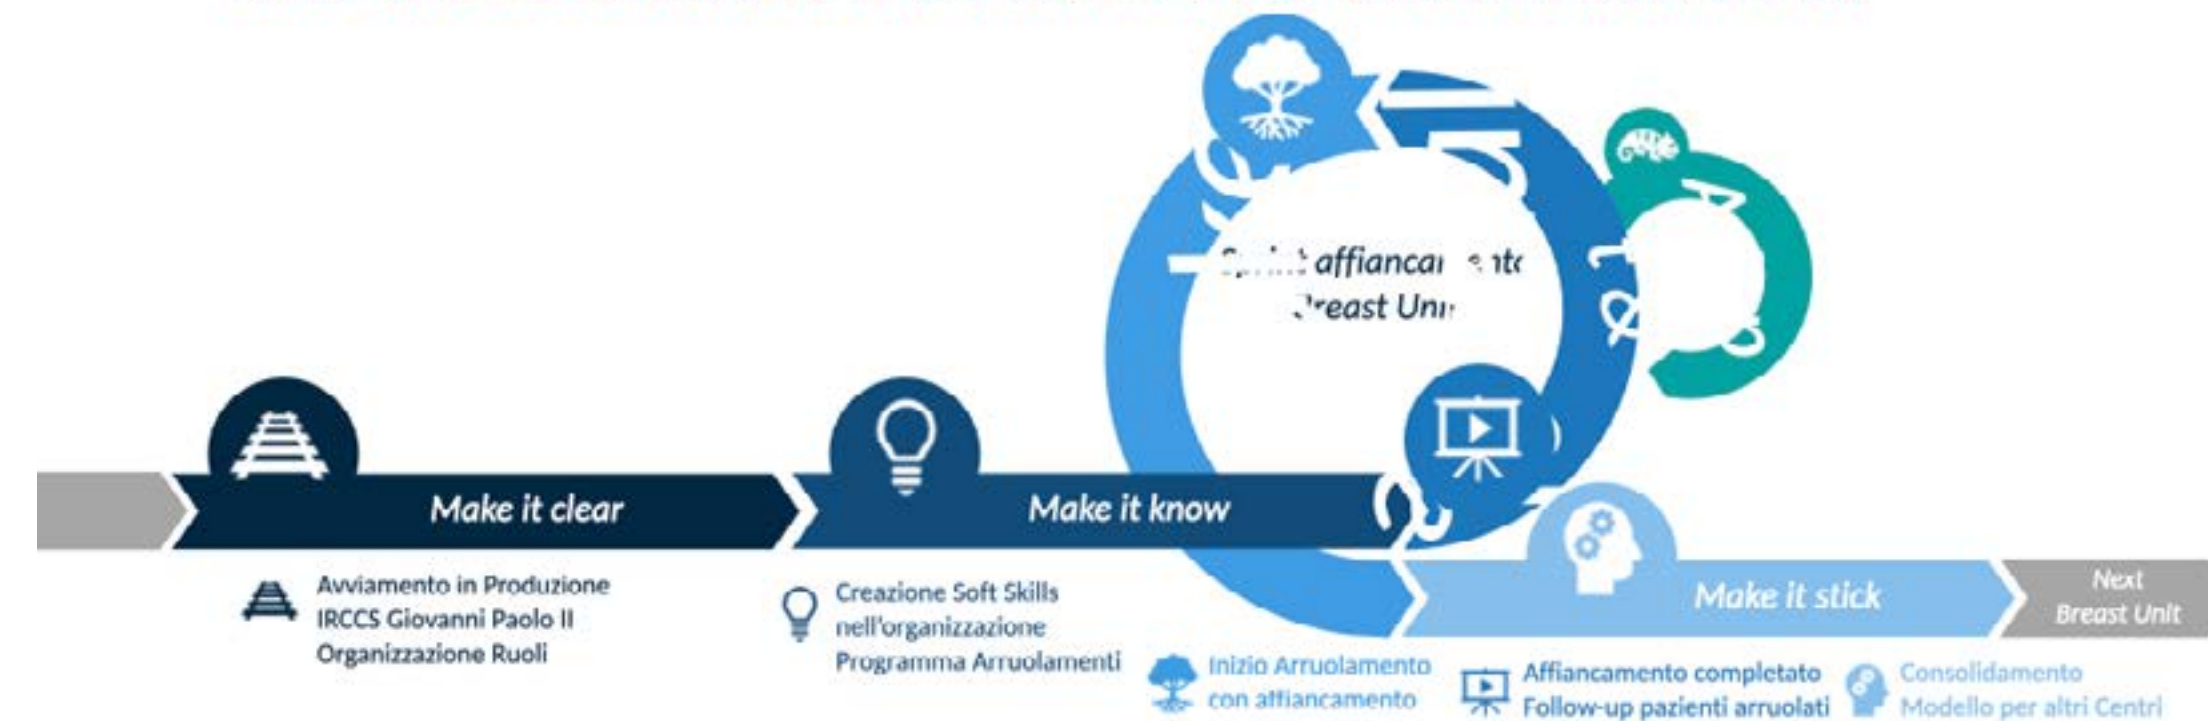 affiancamento
Breast Unit
Make it clear
Make it know
Make it stick
Next
Breast Unit
Avviamento in Produzione
IRCCS Giovanni Paolo II
Organizzazione Ruoli
Creazione Soft Skills
nell'organizzazione
Programma Arruolamenti
Inizio Arruolamento
con affiancamento
Affiancamento completato
Follow-up pazienti arruolati
Consolidamento
Modello per altri Centri